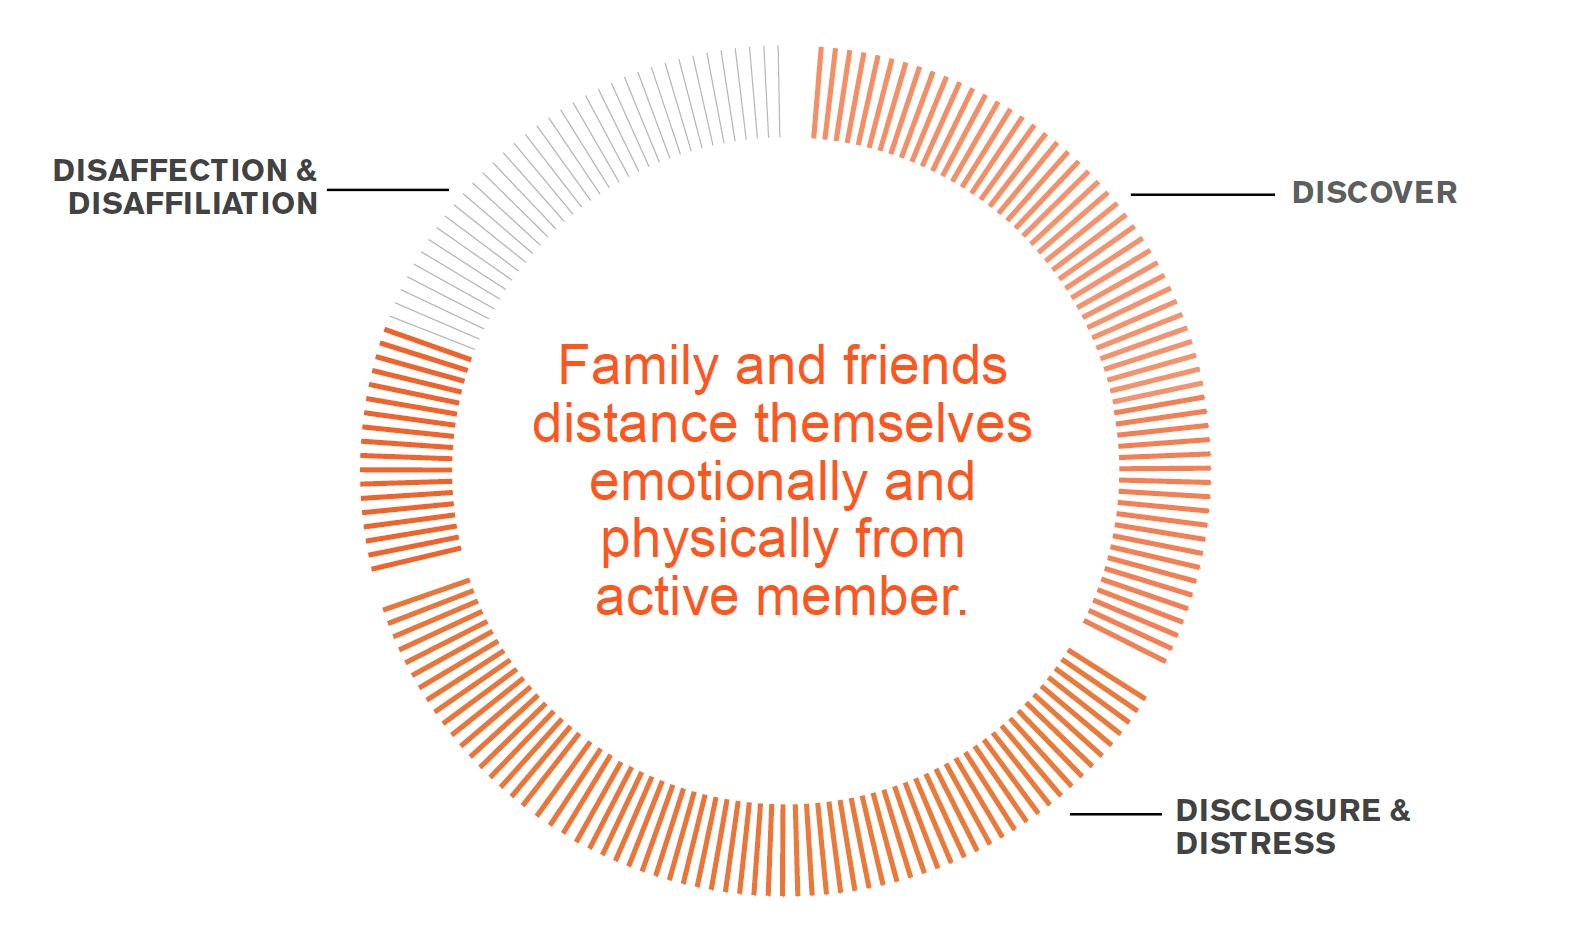 DISAFFECTION &
DISAFFILIATION
DISCOVER
Family and friends
distance themselves
emotionally and
physically from
active member.
DISCLOSURE &
DISTRESS